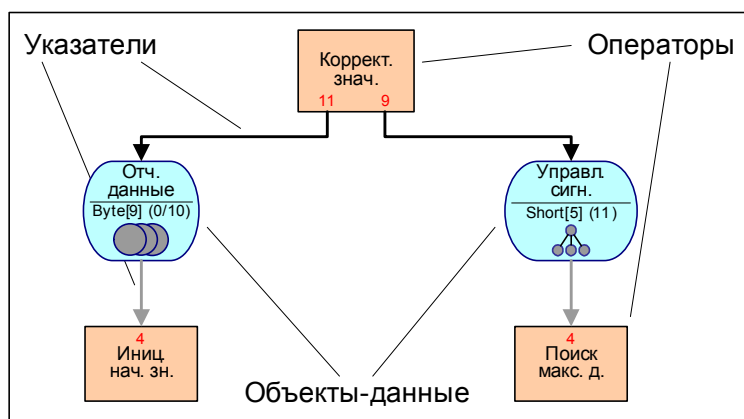 Указатели
Операторы
Коррект.
знач.
11 9
Отч.
данные
Byte[9] (0/10)
Управл.
сигн.
Short[5] (11)
4
Иниц.
нач. зн.
4
Поиск
макс. д.
Объекты-данные